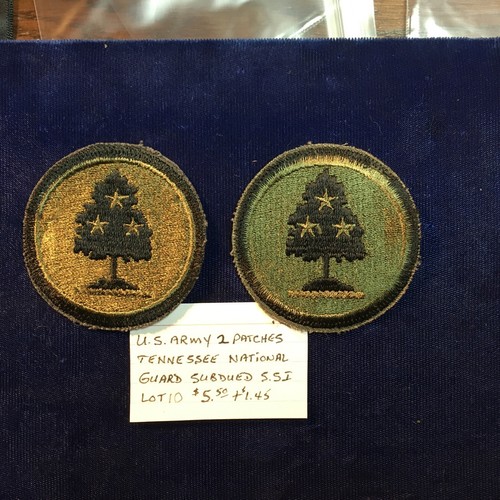 U.S. ARMY 2 PATCHES
TENNESSEE NATIONAL
GUARD SUBDUED S.S.I
LOT 10 $5.50 + $1.45